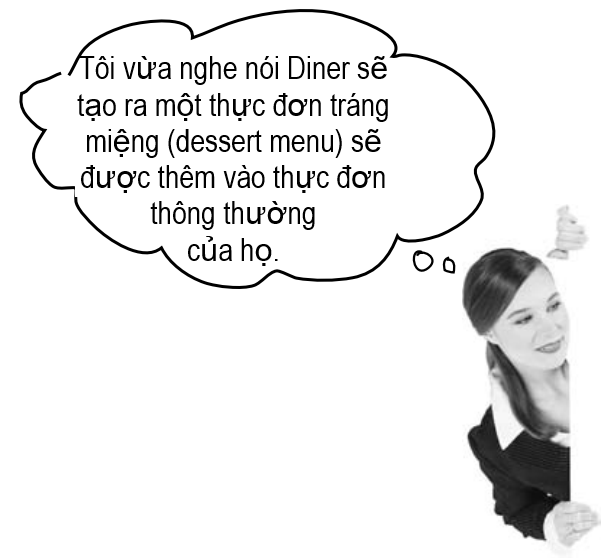 Tôi vừa nghe nói Diner sẽ
tạo ra một thực đơn tráng
miệng (dessert menu) sẽ
được thêm vào thực đơn
thông thường
của họ.